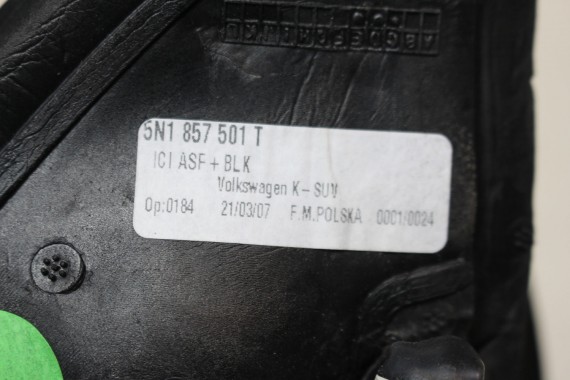 5N1 857 501 T
ICI ASF + BLK
Volkswagen K-SUV
Op:0184 21/03/07 F.M.POLSKA 0001/0024